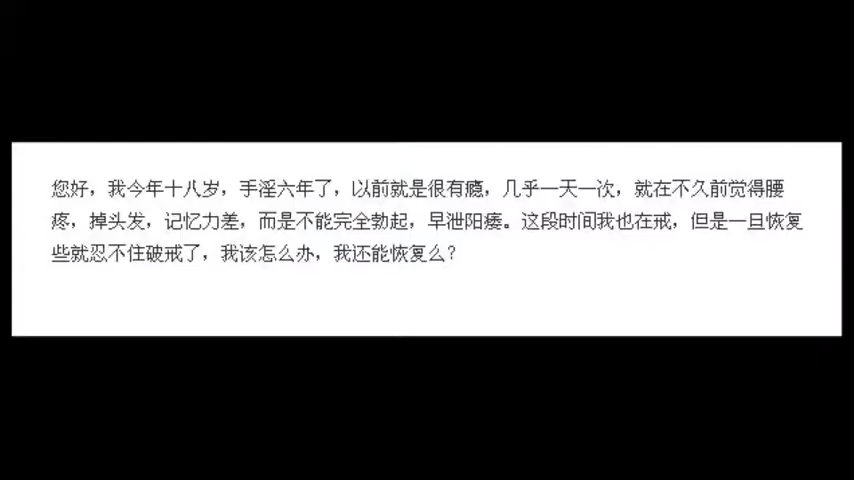 您好，我今年十八岁，手淫六年了，以前就是很有瘾，几乎一天一次，就在不久前觉得腰
疼，掉头发，记忆力差，而是不能完全勃起，早泄阳痿。这段时间我也在戒，但是一旦恢复
些就忍不住破戒了，我该怎么办，我还能恢复么？